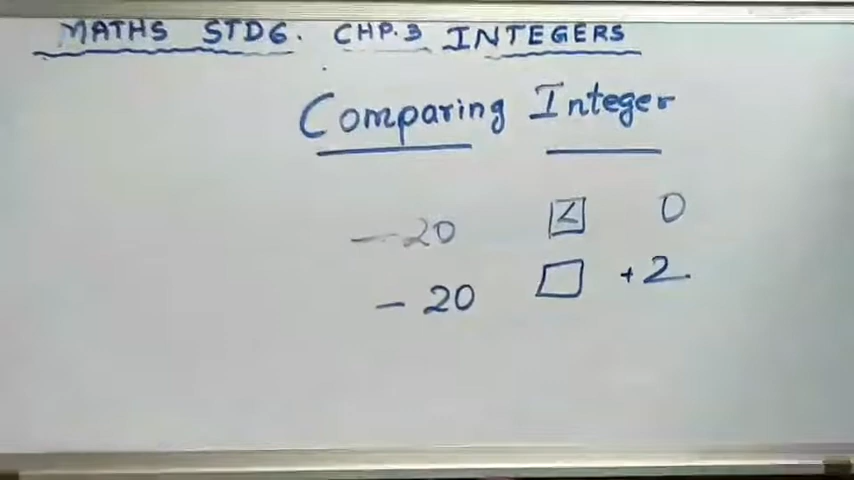 MATHS STD6. CHP.3 INTEGERS
Comparing Integer
-20 < 0
-20 □ +2